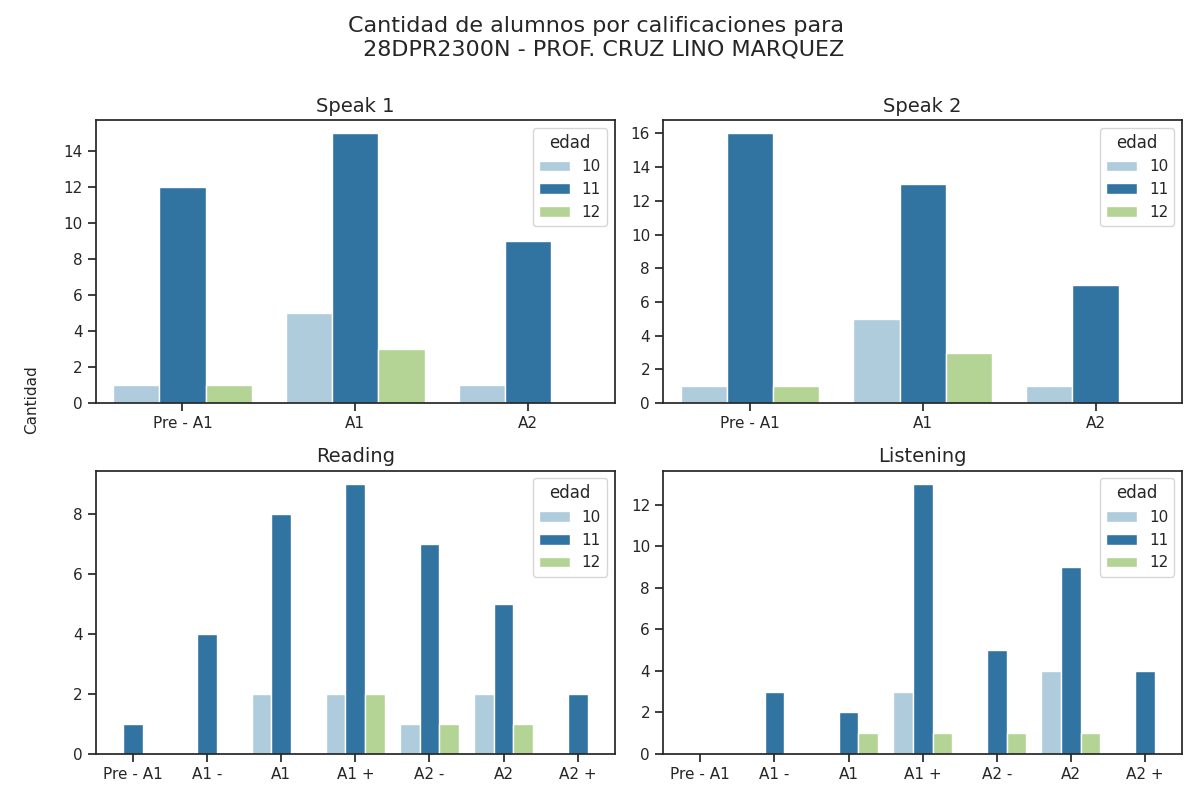 Cantidad de alumnos por calificaciones para
28DPR2300N - PROF. CRUZ LINO MARQUEZ
Cantidad
Speak 1
14
12
10
8
6
4
2
0
Pre - A1 A1 A2
edad
10
11
12
Speak 2
16
14
12
10
8
6
4
2
0
Pre - A1 A1 A2
edad
10
11
12
Reading
8
6
4
2
0
Pre - A1 A1 - A1 A1 + A2 - A2 A2 +
edad
10
11
12
Listening
12
10
8
6
4
2
0
Pre - A1 A1 - A1 A1 + A2 - A2 A2 +
edad
10
11
12